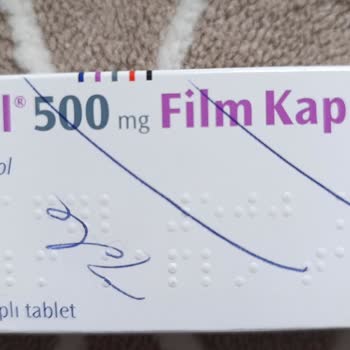 l® 500 mg Film Kap
ol
plı tablet